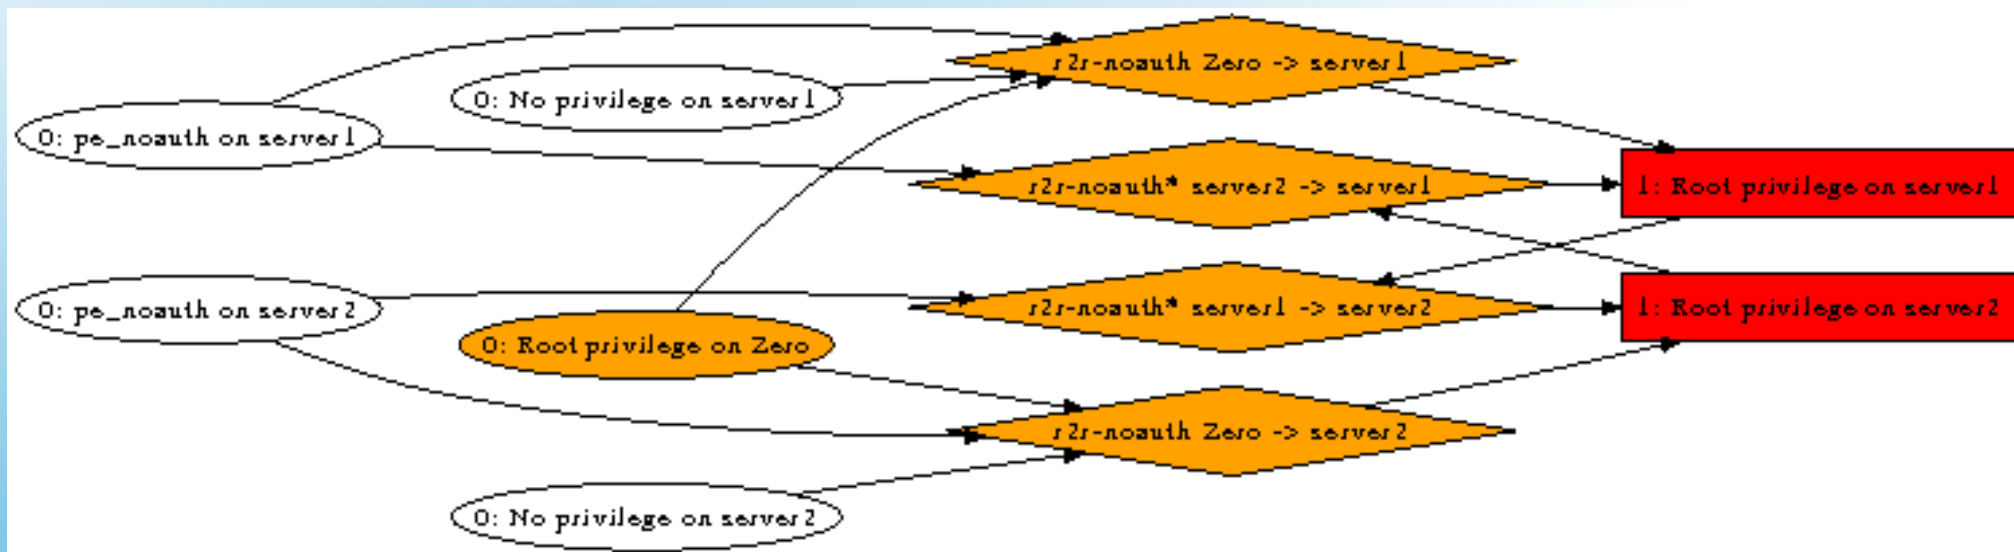 r2r-noauth Zero -> server1
0: No privilege on server1
0: pe_noauth on server1
r2r-noauth* server2 -> server1
1: Root privilege on server1
0: pe_noauth on server2
r2r-noauth* server1 -> server2
1: Root privilege on server2
0: Root privilege on Zero
r2r-noauth Zero -> server2
0: No privilege on server2